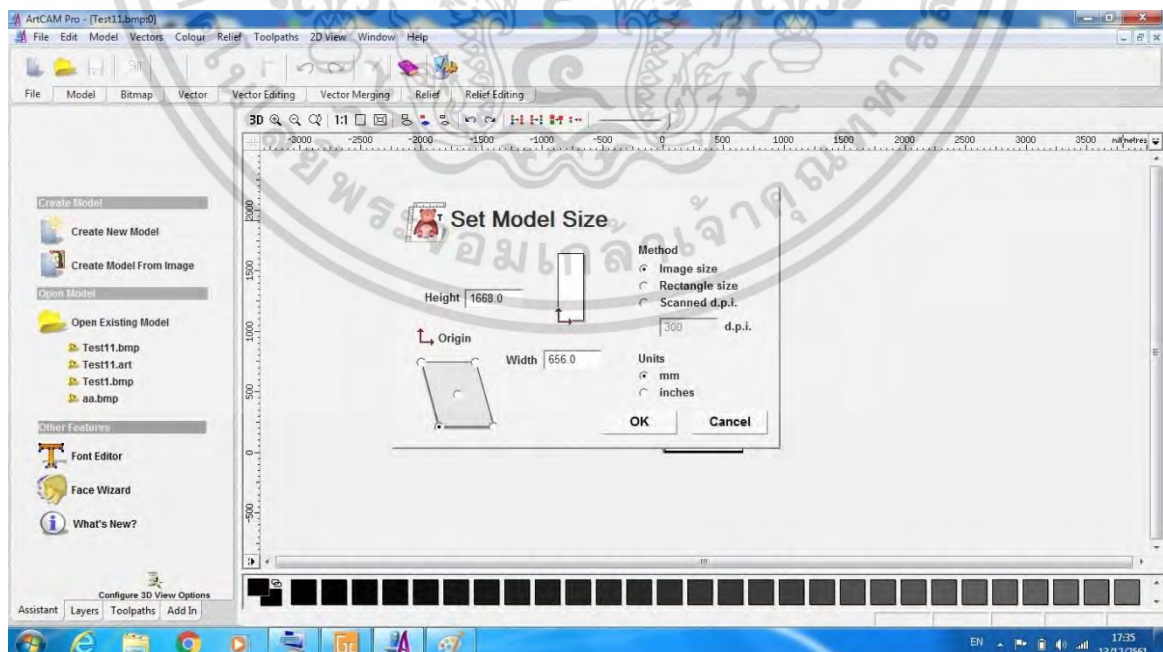 ArtCAM Pro - [Test11.bmp:0]
File Edit Model Vectors Colour Relief Toolpaths 2D View Window Help
File Model Bitmap Vector Vector Editing Vector Merging Relief Relief Editing
3D 1:1
-3000 -2500 -2000 -1500 -1000 -500 0 500 1000 1500 2000 2500 3000 3500 millimetres
Create Model
Create New Model
Create Model From Image
Open Model
Open Existing Model
Test11.bmp
Test11.art
Test1.bmp
aa.bmp
Other Features
Font Editor
Face Wizard
What's New?
Configure 3D View Options
Assistant Layers Toolpaths Add In
2000
1500
1000
500
0
-500
Set Model Size
Height 1668.0
Origin
Width 656.0
Method
Image size
Rectangle size
Scanned d.p.i.
300 d.p.i.
Units
mm
inches
OK Cancel
EN 17:35
13/12/2561